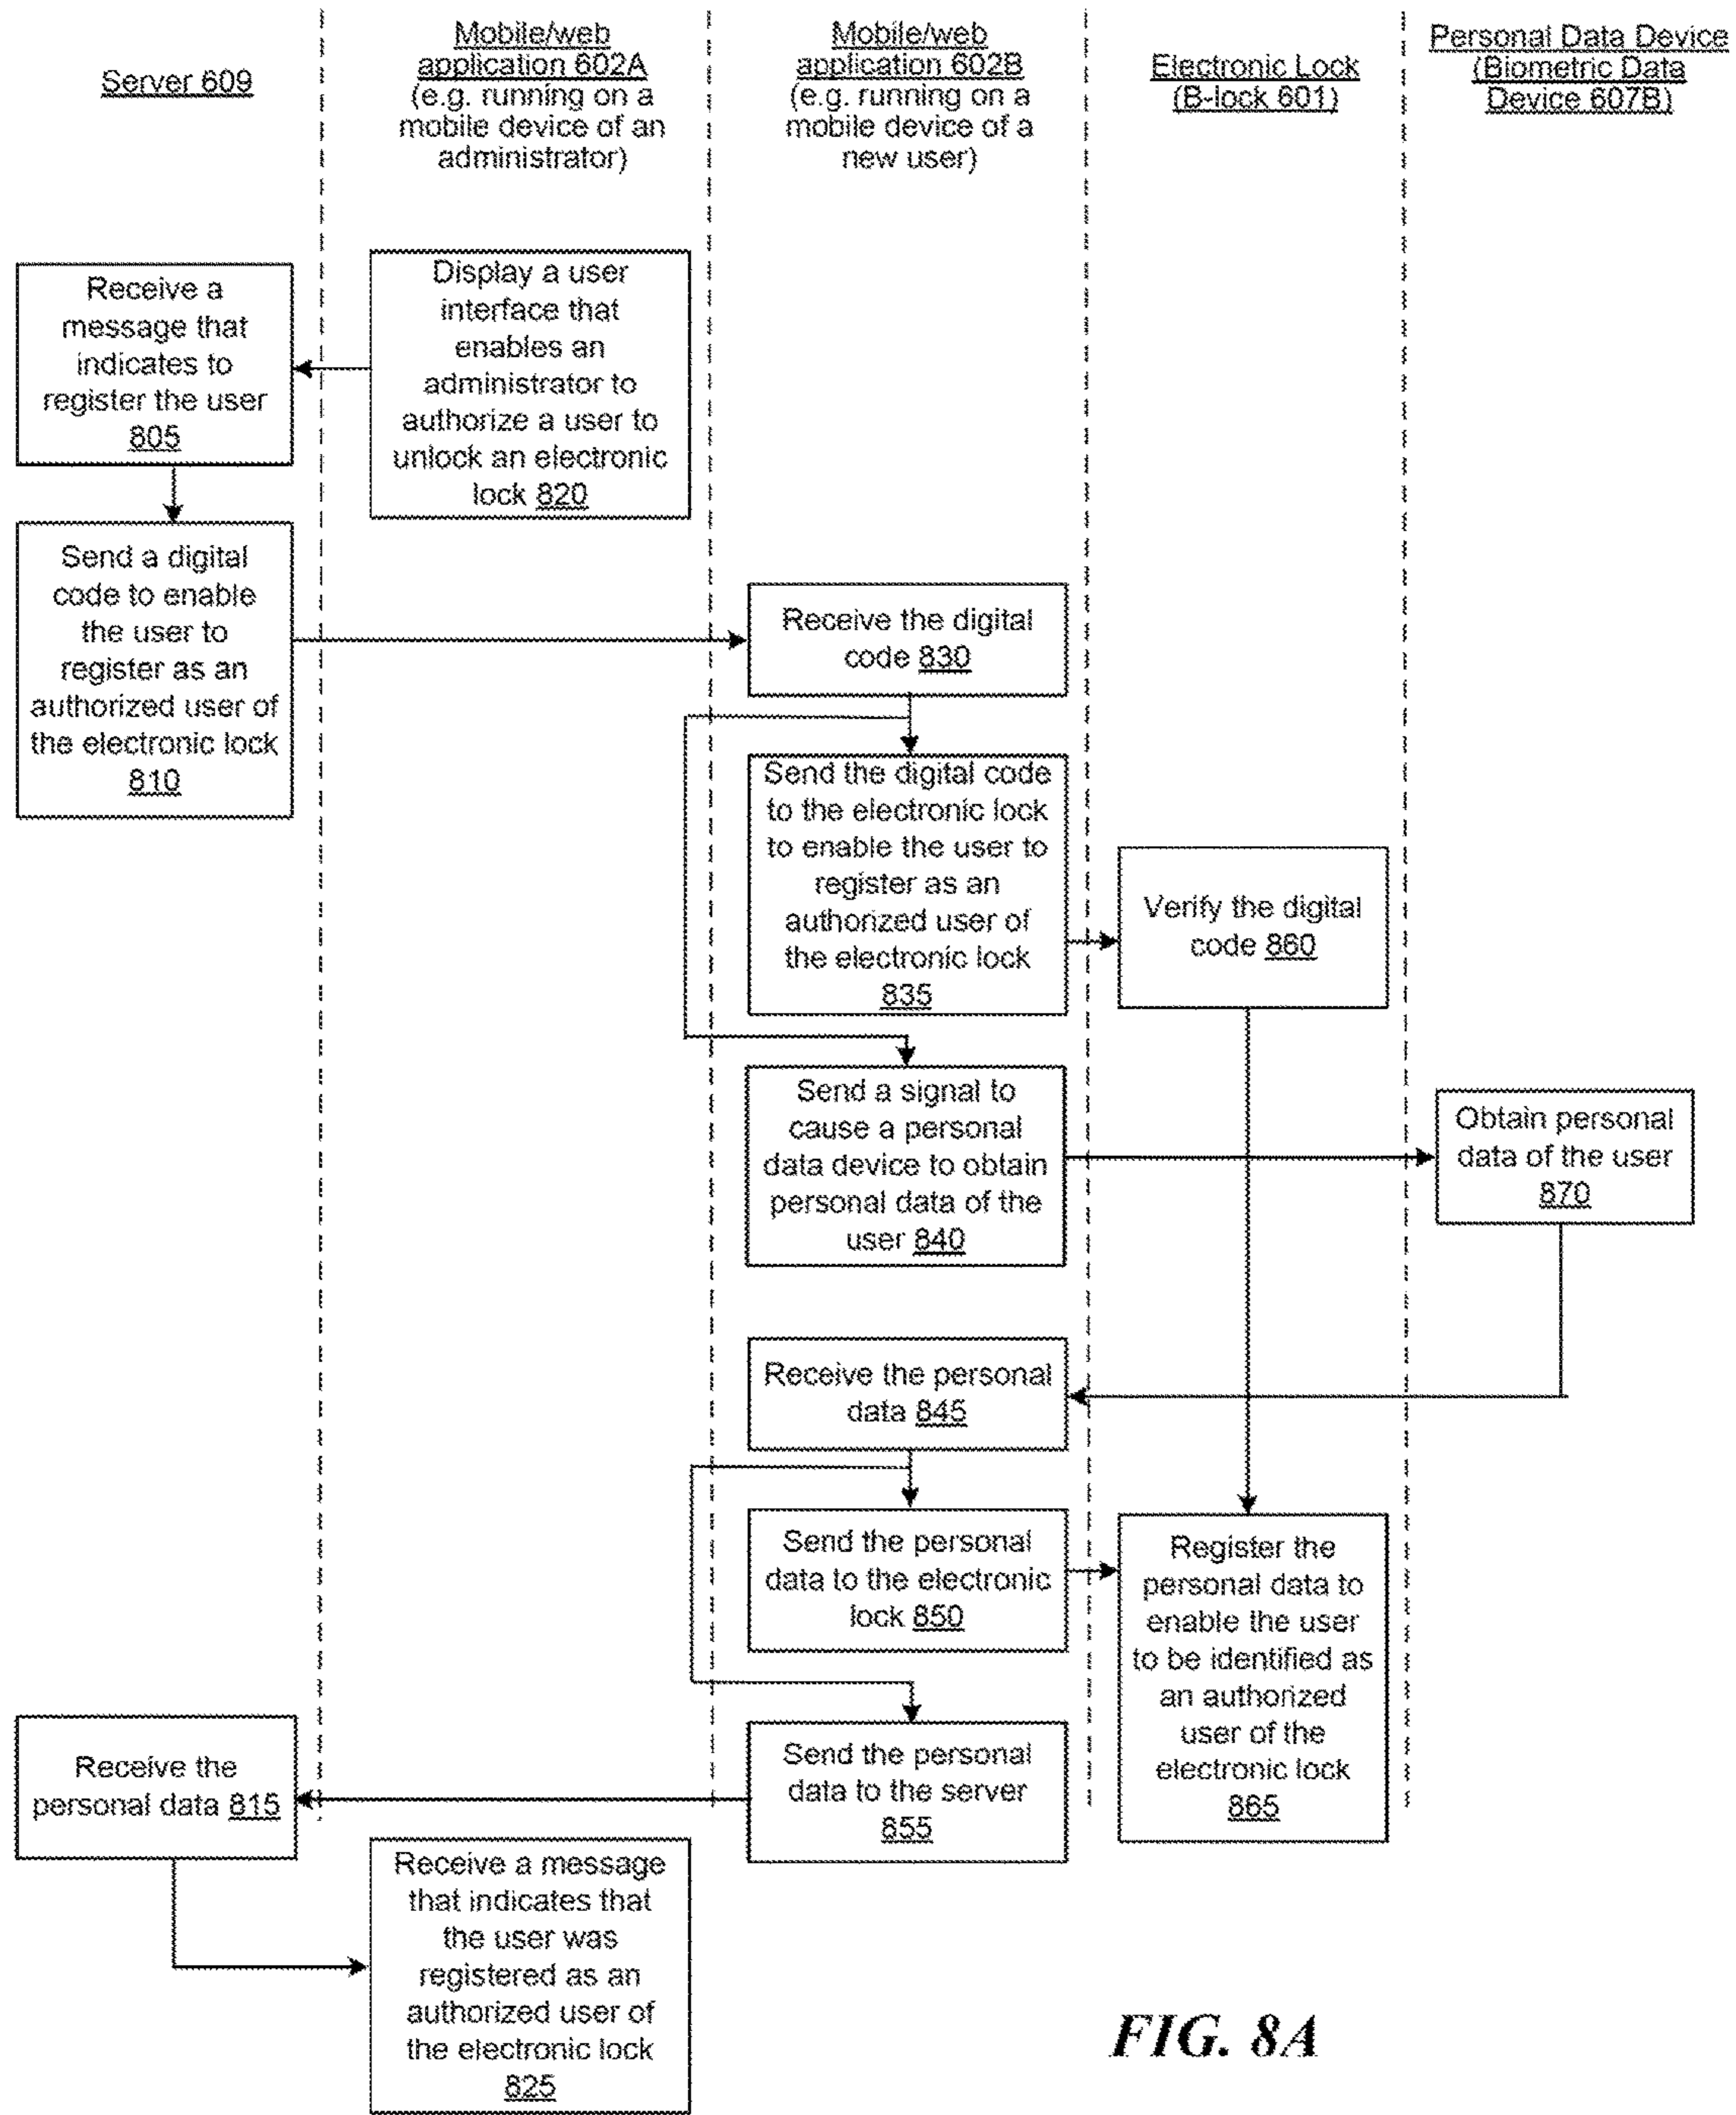 Server 609
Mobile/web
application 602A
(e.g. running on a
mobile device of an
administrator)
Mobile/web
application 602B
(e.g. running on a
mobile device of a
new user)
Electronic Lock
(B-lock 601)
Personal Data Device
(Biometric Data
Device 607B)
Receive a
message that
indicates to
register the user
805
Display a user
interface that
enables an
administrator to
authorize a user to
unlock an electronic
lock 820
Send a digital
code to enable
the user to
register as an
authorized user of
the electronic lock
810
Receive the digital
code 830
Send the digital code
to the electronic lock
to enable the user to
register as an
authorized user of
the electronic lock
835
Verify the digital
code 860
Send a signal to
cause a personal
data device to obtain
personal data of the
user 840
Obtain personal
data of the user
870
Receive the personal
data 845
Send the personal
data to the electronic
lock 850
Register the
personal data to
enable the user
to be identified as
an authorized
user of the
electronic lock
865
Send the personal
data to the server
855
Receive the
personal data 815
Receive a message
that indicates that
the user was
registered as an
authorized user of
the electronic lock
825
FIG. 8A